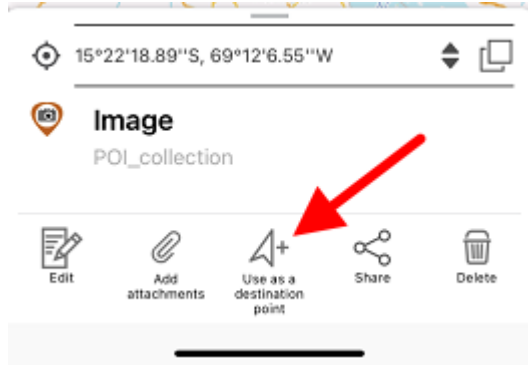 15°22'18.89''S, 69°12'6.55''W
Image
POI_collection
Edit
Add
attachments
Use as a
destination
point
Share
Delete